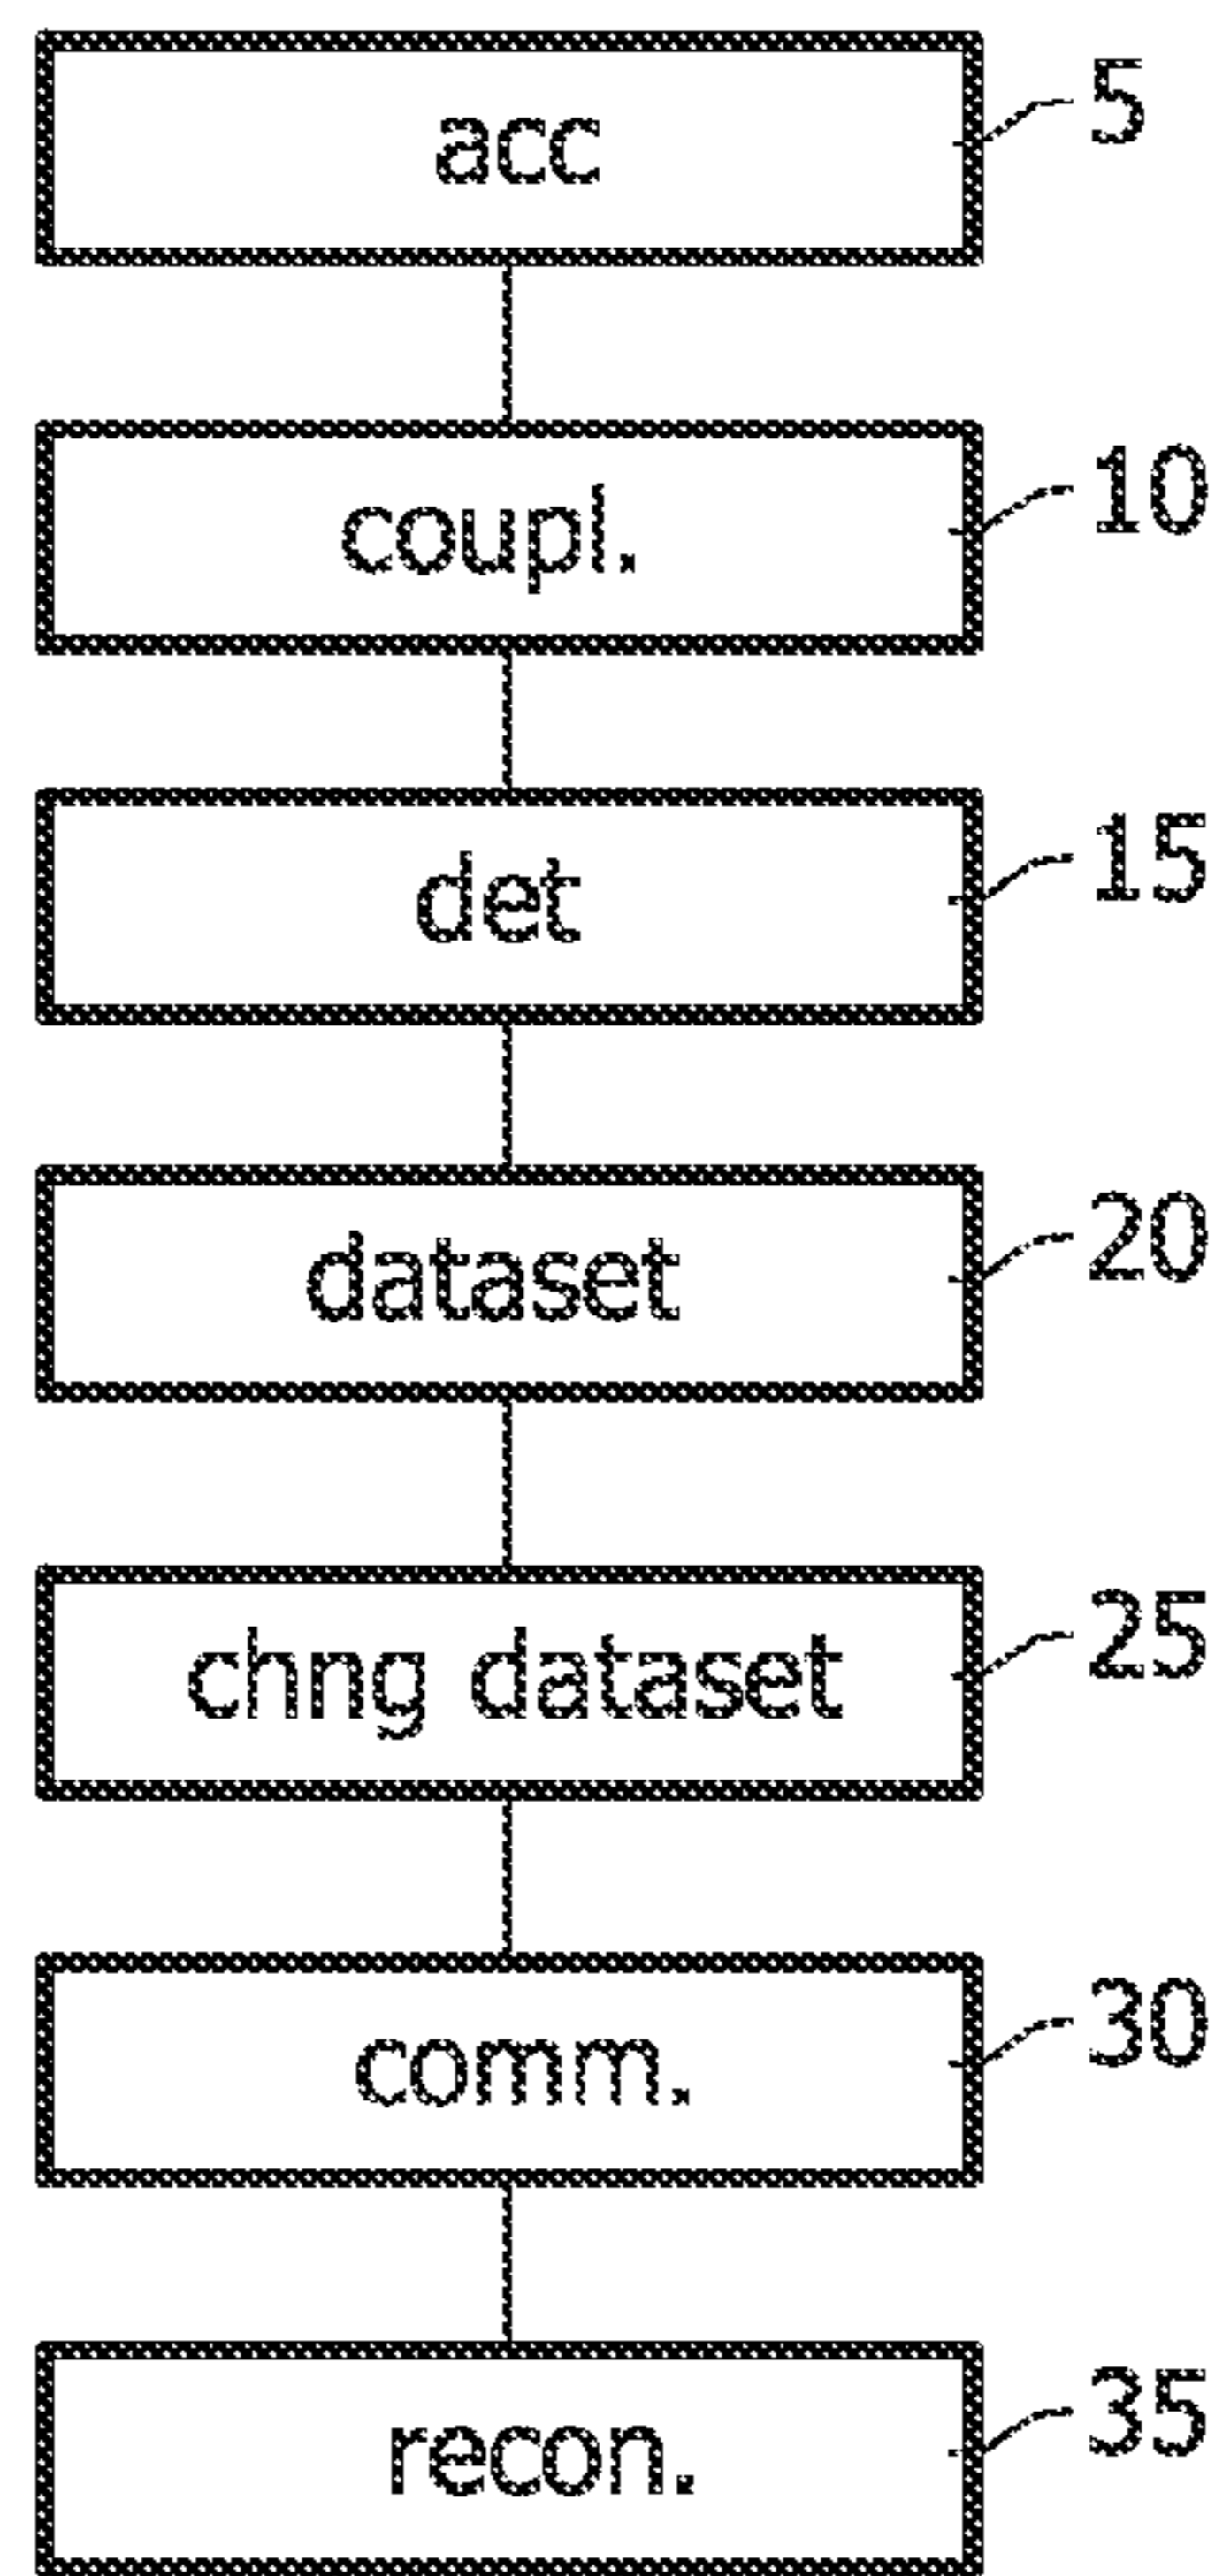 acc 5
coupl. 10
det 15
dataset 20
chng dataset 25
comm. 30
recon. 35